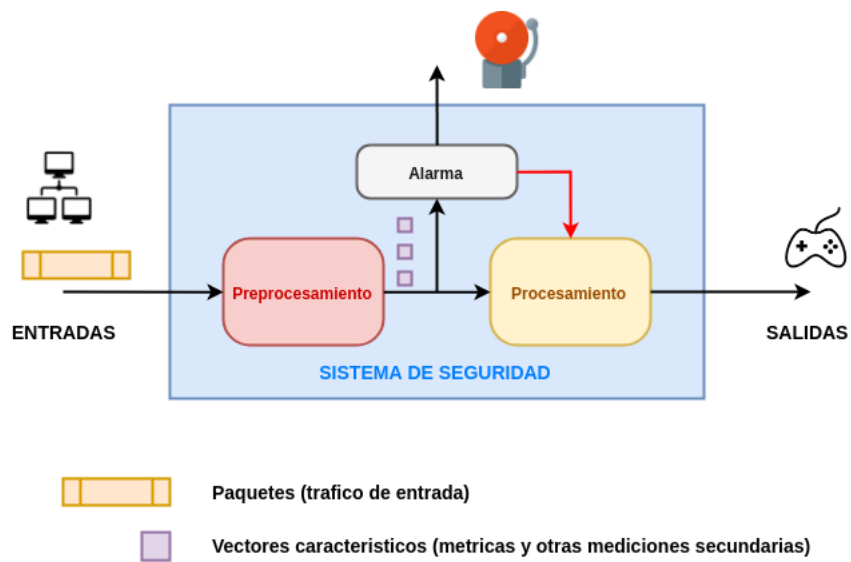 Alarma
Preprocesamiento
Procesamiento
ENTRADAS
SALIDAS
SISTEMA DE SEGURIDAD
Paquetes (trafico de entrada)
Vectores caracteristicos (metricas y otras mediciones secundarias)